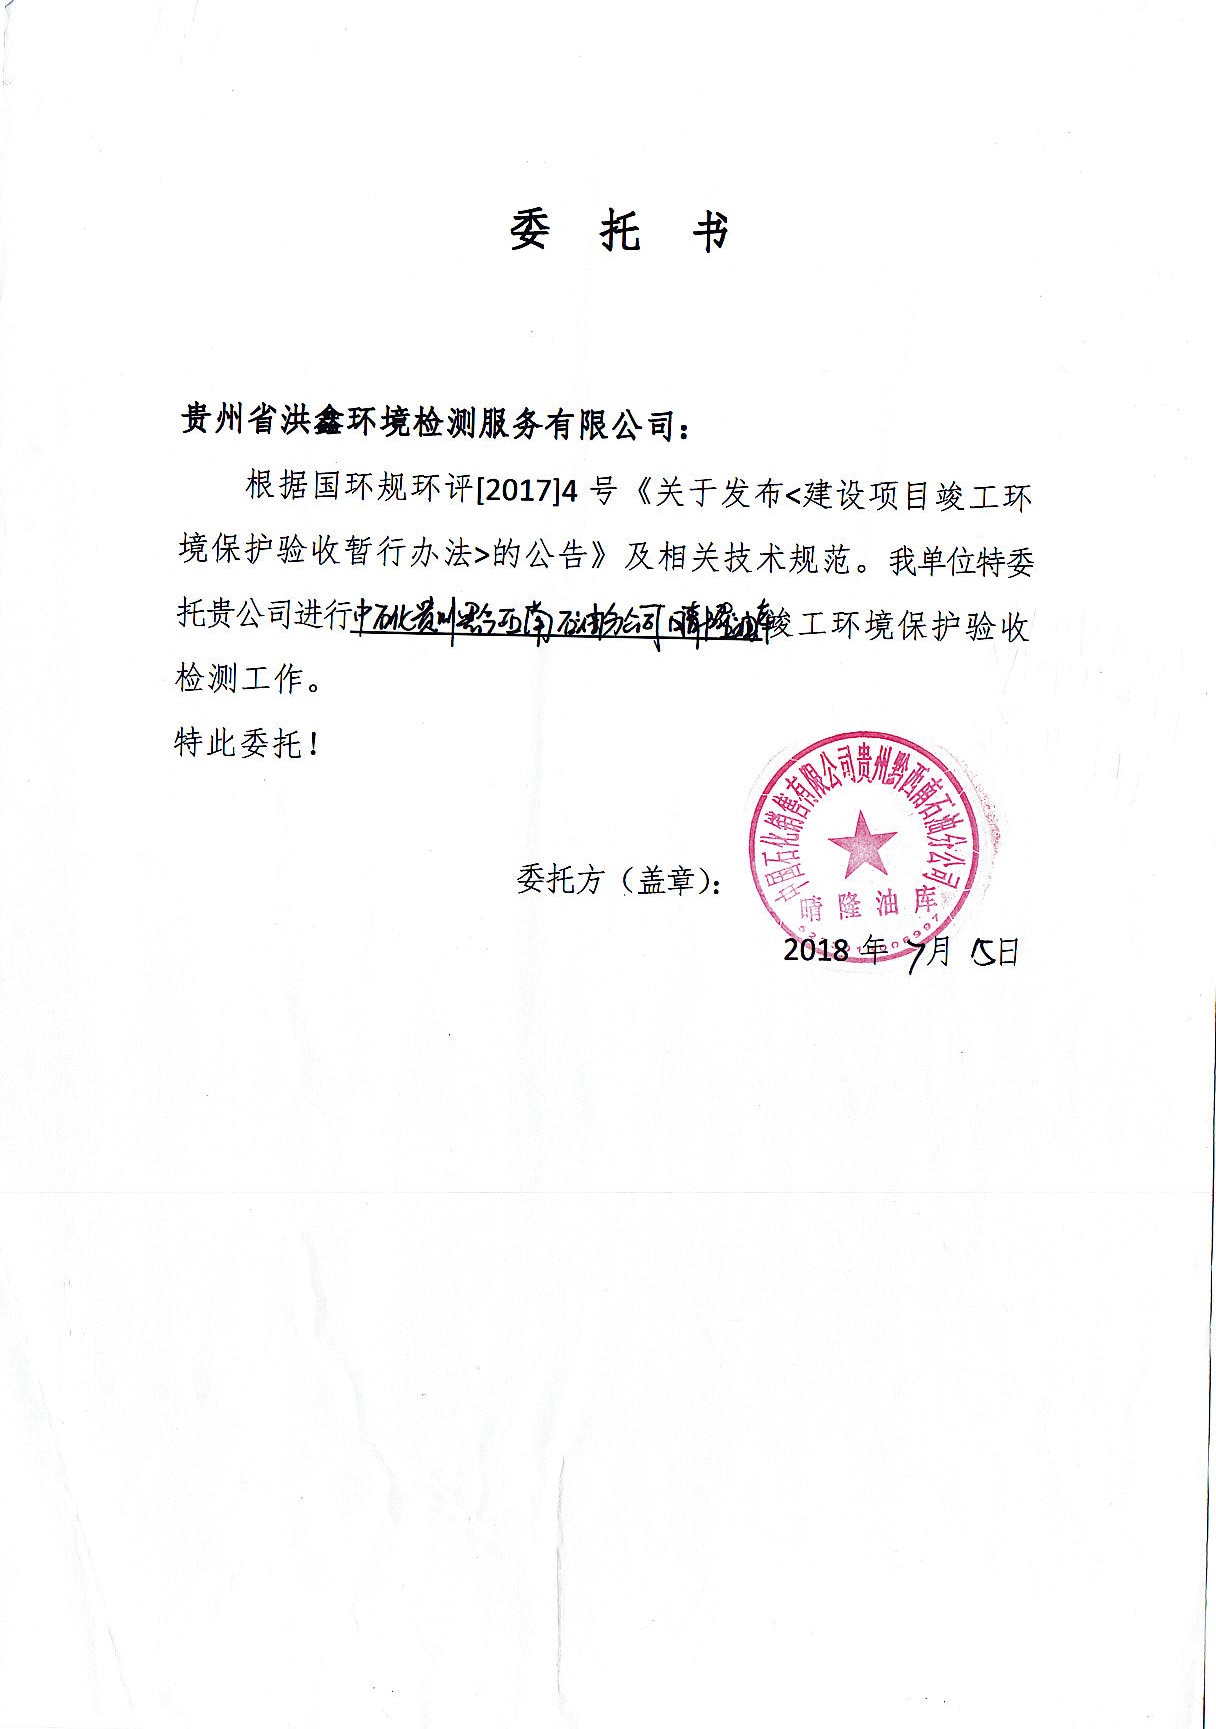 委 托 书
贵州省洪鑫环境检测服务有限公司：
根据国环规环评[2017]4 号《关于发布<建设项目竣工环
境保护验收暂行办法>的公告》及相关技术规范。我单位特委
托贵公司进行中石化贵州黔西南石油分公司晴隆油库竣工环境保护验收
检测工作。
特此委托！
中国石化销售有限公司贵州黔西南石油分公司
晴隆油库
委托方（盖章）：
2018 年 7月 15日